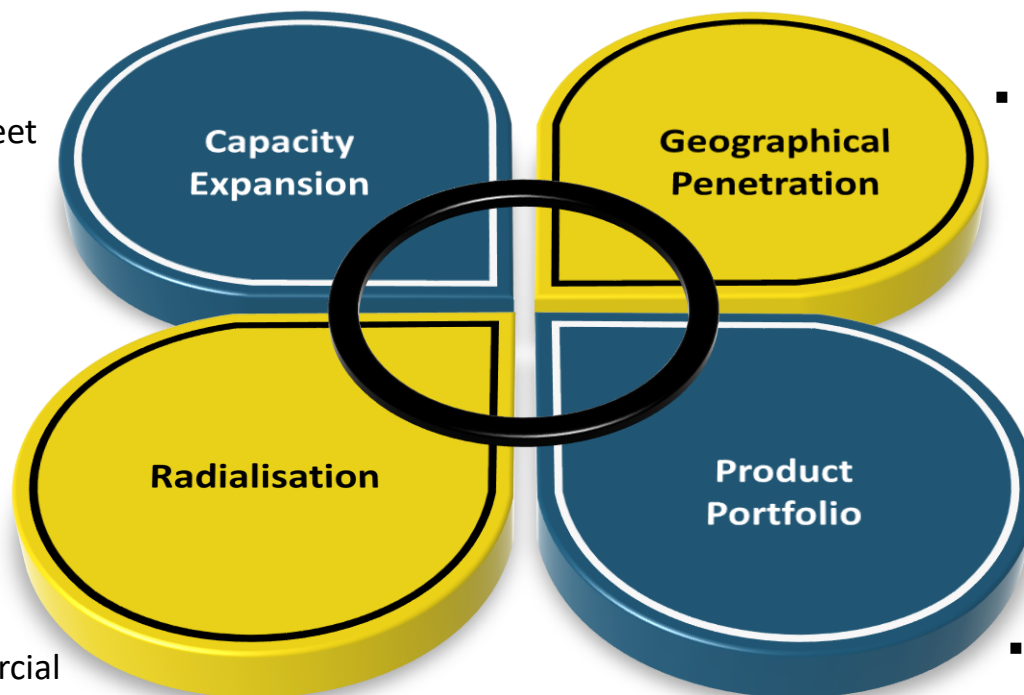 Capacity
Expansion
Geographical
Penetration
Radialisation
Product
Portfolio